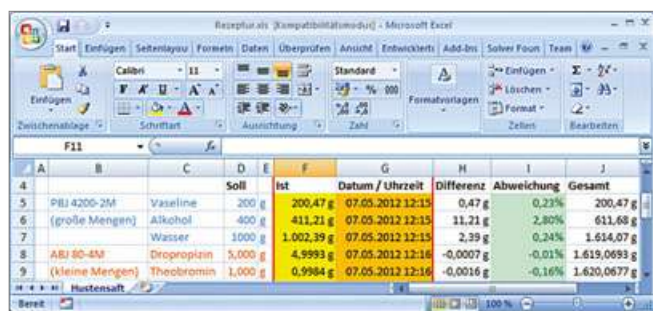 Rezeptur.xls [Kompatibilitätsmodus] - Microsoft Excel
Start Einfügen Seitenlayou Formeln Daten Überprüfen Ansicht Entwicklerto Add-Ins Solver Foun Team
Calibri 11 Standard Einfügen
F K U A A % 000 Löschen
Einfügen Formatvorlagen Format
Zwischenablage Schriftart Ausrichtung Zahl Zellen Bearbeiten
F11 fx
A B C D E F G H I J
4 Soll Ist Datum / Uhrzeit Differenz Abweichung Gesamt
5 PBJ 4200-2M Vaseline 200 g 200,47 g 07.05.2012 12:15 0,47 g 0,23% 200,47 g
6 (große Mengen) Alkohol 400 g 411,21 g 07.05.2012 12:15 11,21 g 2,80% 611,68 g
7 Wasser 1000 g 1.002,39 g 07.05.2012 12:15 2,39 g 0,24% 1.614,07 g
8 ABJ 80-4M Dropropizin 5,000 g 4,9993 g 07.05.2012 12:16 -0,0007 g -0,01% 1.619,0693 g
9 (kleine Mengen) Theobromin 1,000 g 0,9984 g 07.05.2012 12:16 -0,0016 g -0,16% 1.620,0677 g
Hustensaft
Bereit 100 %